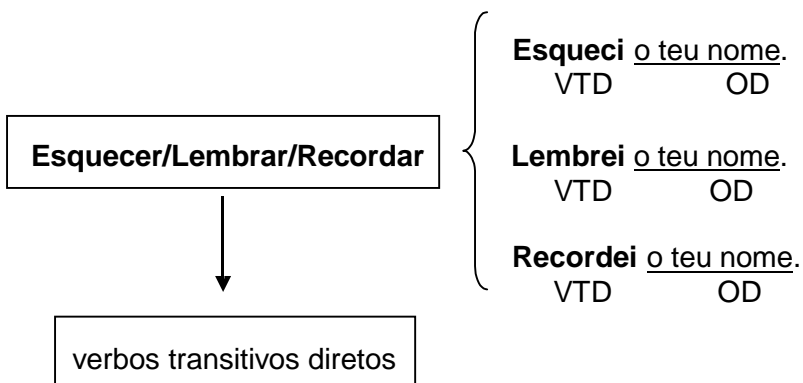 Esqueci o teu nome.
VTD OD
Esquecer/Lembrar/Recordar
Lembrei o teu nome.
VTD OD
Recordei o teu nome.
VTD OD
verbos transitivos diretos